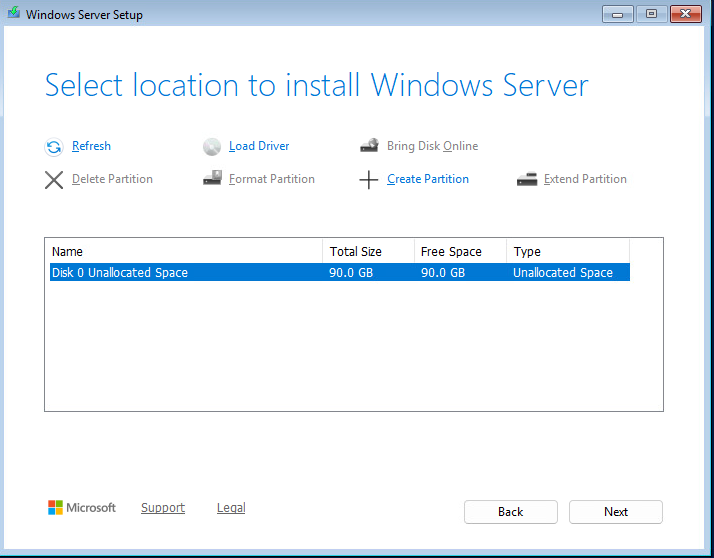 Windows Server Setup
Select location to install Windows Server
Refresh Load Driver Bring Disk Online
Delete Partition Format Partition Create Partition Extend Partition
Name Total Size Free Space Type
Disk 0 Unallocated Space 90.0 GB 90.0 GB Unallocated Space
Microsoft Support Legal Back Next